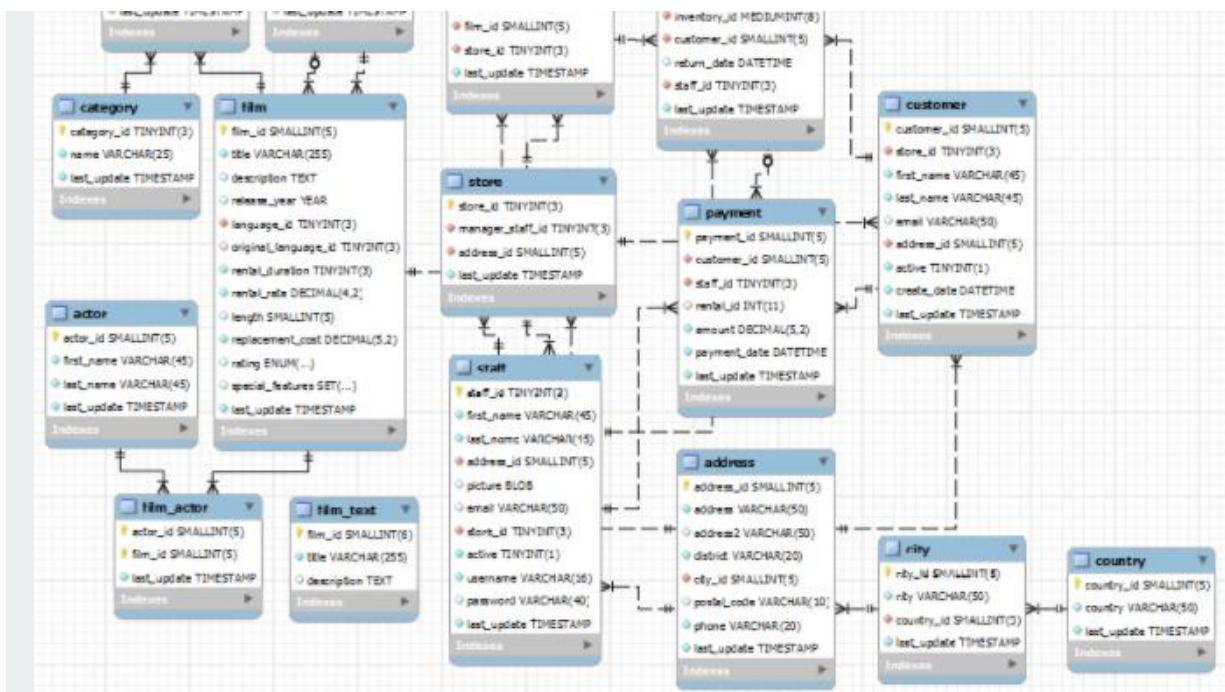 last_update TIMESTAMP
Indexes
last_update TIMESTAMP
Indexes
film_id SMALLINT(5)
store_id TINYINT(3)
last_update TIMESTAMP
Indexes
inventory_id MEDIUMINT(8)
customer_id SMALLINT(5)
return_date DATETIME
staff_id TINYINT(3)
last_update TIMESTAMP
Indexes
category
category_id TINYINT(3)
name VARCHAR(25)
last_update TIMESTAMP
Indexes
film
film_id SMALLINT(5)
title VARCHAR(255)
description TEXT
release_year YEAR
language_id TINYINT(3)
original_language_id TINYINT(3)
rental_duration TINYINT(3)
rental_rate DECIMAL(4,2)
length SMALLINT(5)
replacement_cost DECIMAL(5,2)
rating ENUM(...)
special_features SET(...)
last_update TIMESTAMP
Indexes
customer
customer_id SMALLINT(5)
store_id TINYINT(3)
first_name VARCHAR(45)
last_name VARCHAR(45)
email VARCHAR(50)
address_id SMALLINT(5)
active TINYINT(1)
create_date DATETIME
last_update TIMESTAMP
Indexes
store
store_id TINYINT(3)
manager_staff_id TINYINT(3)
address_id SMALLINT(5)
last_update TIMESTAMP
Indexes
payment
payment_id SMALLINT(5)
customer_id SMALLINT(5)
staff_id TINYINT(3)
rental_id INT(11)
amount DECIMAL(5,2)
payment_date DATETIME
last_update TIMESTAMP
Indexes
actor
actor_id SMALLINT(5)
first_name VARCHAR(45)
last_name VARCHAR(45)
last_update TIMESTAMP
Indexes
staff
staff_id TINYINT(3)
first_name VARCHAR(45)
last_name VARCHAR(45)
address_id SMALLINT(5)
picture BLOB
email VARCHAR(50)
store_id TINYINT(3)
active TINYINT(1)
username VARCHAR(16)
password VARCHAR(40)
last_update TIMESTAMP
Indexes
address
address_id SMALLINT(5)
address VARCHAR(50)
address2 VARCHAR(50)
district VARCHAR(20)
city_id SMALLINT(5)
postal_code VARCHAR(10)
phone VARCHAR(20)
last_update TIMESTAMP
Indexes
film_actor
actor_id SMALLINT(5)
film_id SMALLINT(5)
last_update TIMESTAMP
Indexes
film_text
film_id SMALLINT(6)
title VARCHAR(255)
description TEXT
Indexes
city
city_id SMALLINT(5)
city VARCHAR(50)
country_id SMALLINT(5)
last_update TIMESTAMP
Indexes
country
country_id SMALLINT(5)
country VARCHAR(50)
last_update TIMESTAMP
Indexes